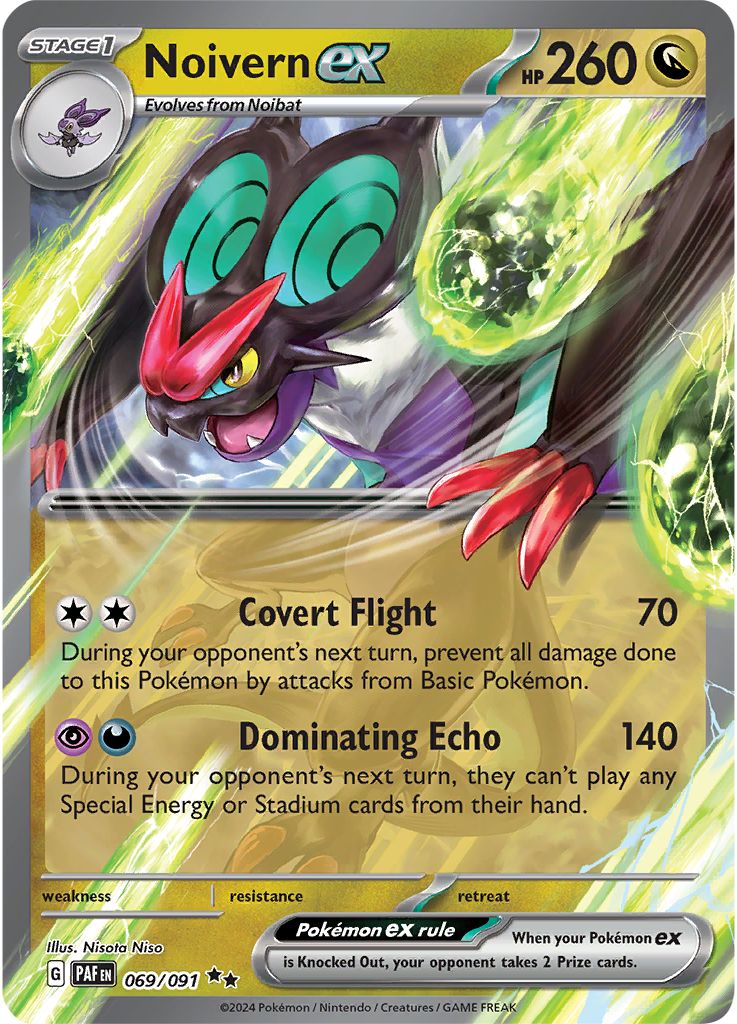 STAGE1
Noivern ex
HP 260
Evolves from Noibat
Covert Flight 70
During your opponent's next turn, prevent all damage done
to this Pokémon by attacks from Basic Pokémon.
Dominating Echo 140
During your opponent's next turn, they can't play any
Special Energy or Stadium cards from their hand.
weakness resistance retreat
Illus. Nisota Niso
Pokémon ex rule When your Pokémon ex
is Knocked Out, your opponent takes 2 Prize cards.
G PAF EN 069/091
©2024 Pokémon / Nintendo / Creatures / GAME FREAK